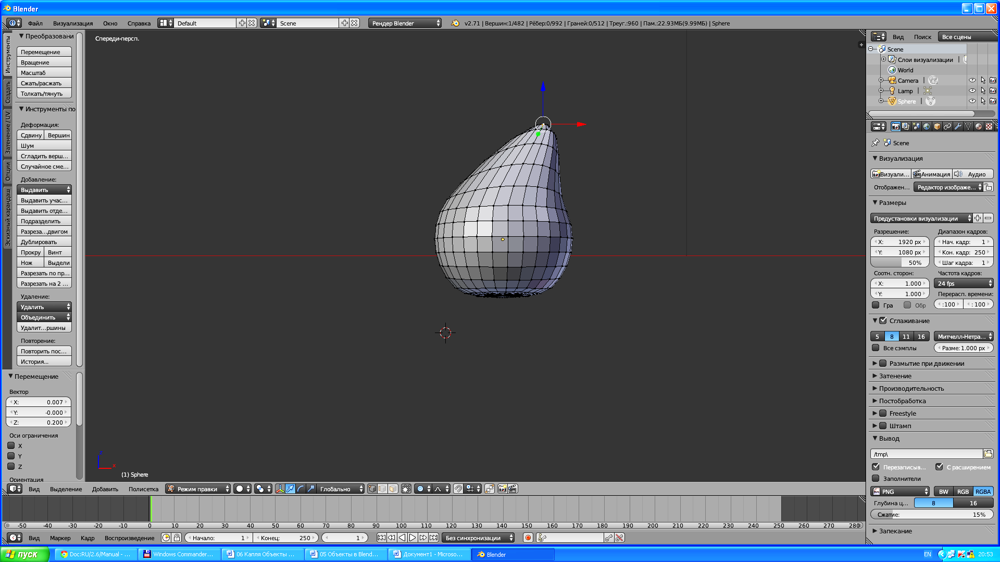 Blender
Файл Визуализация Окно Справка Default Scene Рендер Blender v2.71 | Вершин:1/482 | Рёбер:0/992 | Граней:0/512 | Треуг.:960 | Пам.:22.93МБ(9.99МБ) | Sphere
Инструменты
Создать
Затенение / UV
Опции
Эскизный карандаш
Преобразовани
Перемещение
Вращение
Масштаб
Сжать/расжать
Толкать/тянуть
Инструменты по
Деформация:
Сдвину Вершин
Шум
Сгладить верш...
Случайное сме...
Добавление:
Выдавить
Выдавить учас...
Выдавить отде...
Подразделить
Разреза...двигом
Дублировать
Прокру Винт
Нож Выдели
Разрезать по пр...
Разрезать на 2 ...
Удаление:
Удалить
Объединить
Удалит...ршины
Повторение:
Повторить пос...
История...
Перемещение
Вектор
X: 0.007
Y: -0.000
Z: 0.200
Оси ограничения
X
Y
Z
Ориентация
Спереди-персп.
z
x
(1) Sphere
Вид Выделение Добавить Полисетка Режим правки Глобально
-50 -40 -30 -20 -10 0 10 20 30 40 50 60 70 80 90 100 110 120 130 140 150 160 170 180 190 200 210 220 230 240 250 260 270 280
Вид Маркер Кадр Воспроизведение Начало: 1 Конец: 250 1 Без синхронизации
Вид Поиск Все сцены
Scene
Слои визуализации |
World
Camera |
Lamp |
Sphere |
Scene
Визуализация
Визуали... Анимация Аудио
Отображен... Редактор изображе...
Размеры
Предустановки визуализации
Разрешение: Диапазон кадров:
X: 1920 px Нач. кадр: 1
Y: 1080 px Кон. кадр: 250
50% Шаг кадра: 1
Соотн. сторон: Частота кадров:
X: 1.000 24 fps
Y: 1.000 Перерасп. времени:
Гра Обр :100 : 100
Сглаживание
5 8 11 16 Митчелл-Нетра...
Все сэмплы Разме: 1.000 px
Размытие при движении
Затенение
Производительность
Постобработка
Freestyle
Штамп
Вывод
/tmp\
Перезаписыв... С расширением
Заполнители
PNG BW RGB RGBA
Глубина ц... 8 16
Сжатие: 15%
Запекание
пуск Doc:RU/2.6/Manual - ... Windows Commander... 06 Капля Объекты ... 05 Объекты в Blend... Документ1 - Microso... Blender EN 20:53